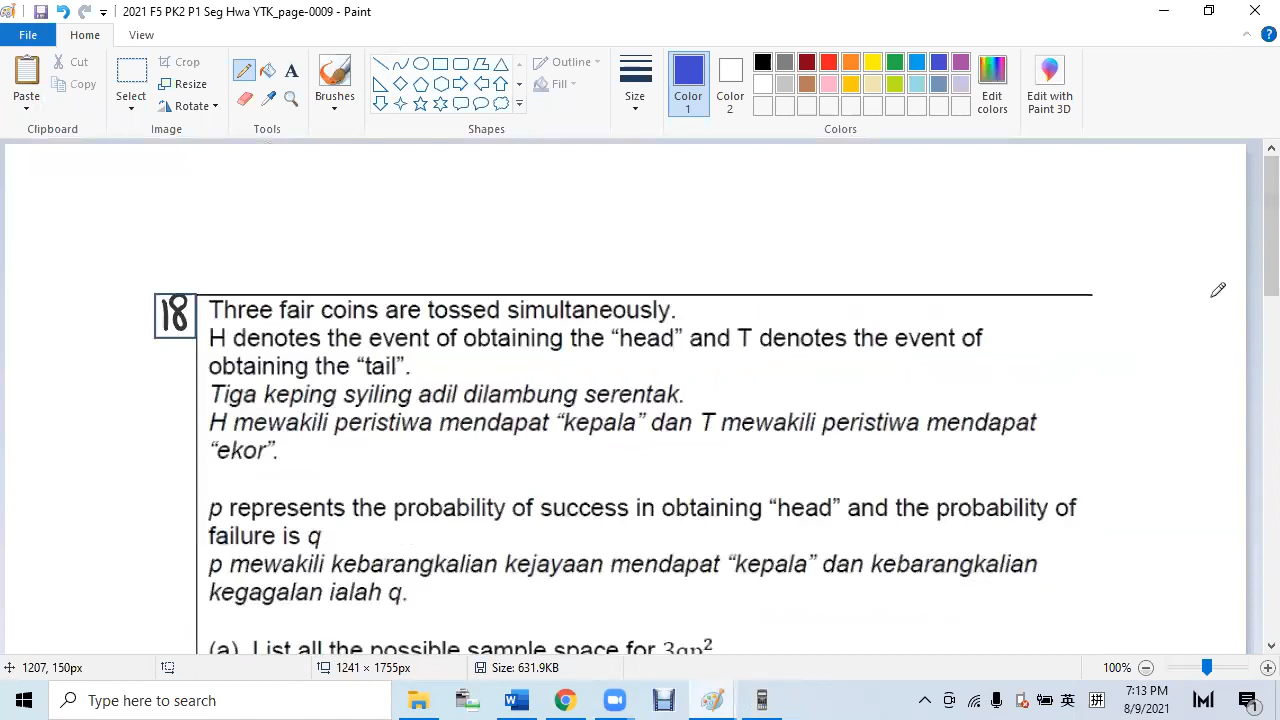 2021 F5 PK2 P1 Seg Hwa YTK_page-0009 - Paint
File Home View
Paste Cut Copy
Clipboard
Select Crop Resize Rotate
Image
A
Tools
Brushes
Outline Fill
Shapes
Size
Color 1 Color 2
Edit colors
Colors
Edit with Paint 3D
18 Three fair coins are tossed simultaneously.
H denotes the event of obtaining the “head” and T denotes the event of
obtaining the “tail”.
Tiga keping syiling adil dilambung serentak.
H mewakili peristiwa mendapat “kepala” dan T mewakili peristiwa mendapat
“ekor”.
p represents the probability of success in obtaining “head” and the probability of
failure is q
p mewakili kebarangkalian kejayaan mendapat “kepala” dan kebarangkalian
kegagalan ialah q.
(a) List all the possible sample space for 3qp²
1207, 150px 1241 × 1755px Size: 631.9KB 100%
Type here to search
英 拼 7:13 PM
8/9/2021
1